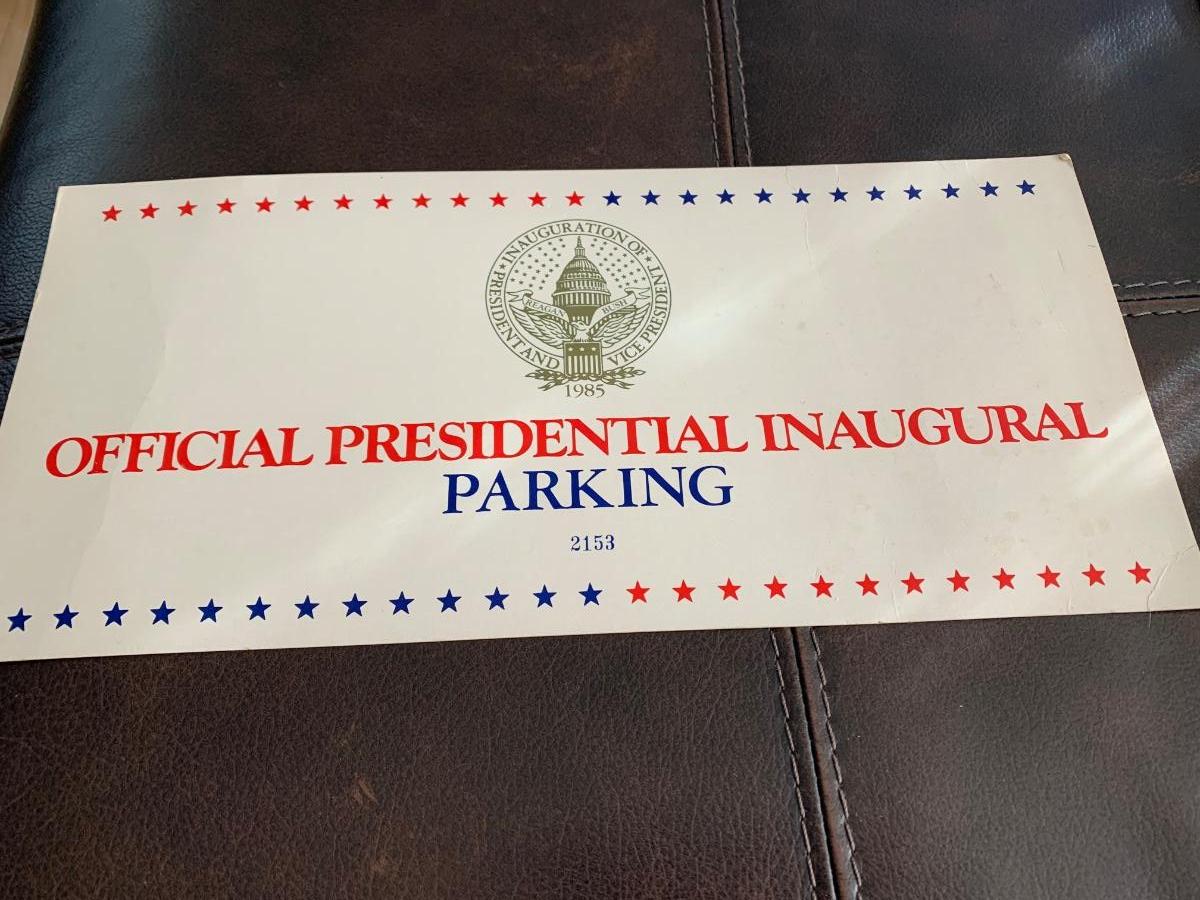 ★ INAUGURATION OF ★
PRESIDENT AND
VICE PRESIDENT
REAGAN
BUSH
1985
OFFICIAL PRESIDENTIAL INAUGURAL
PARKING
2153